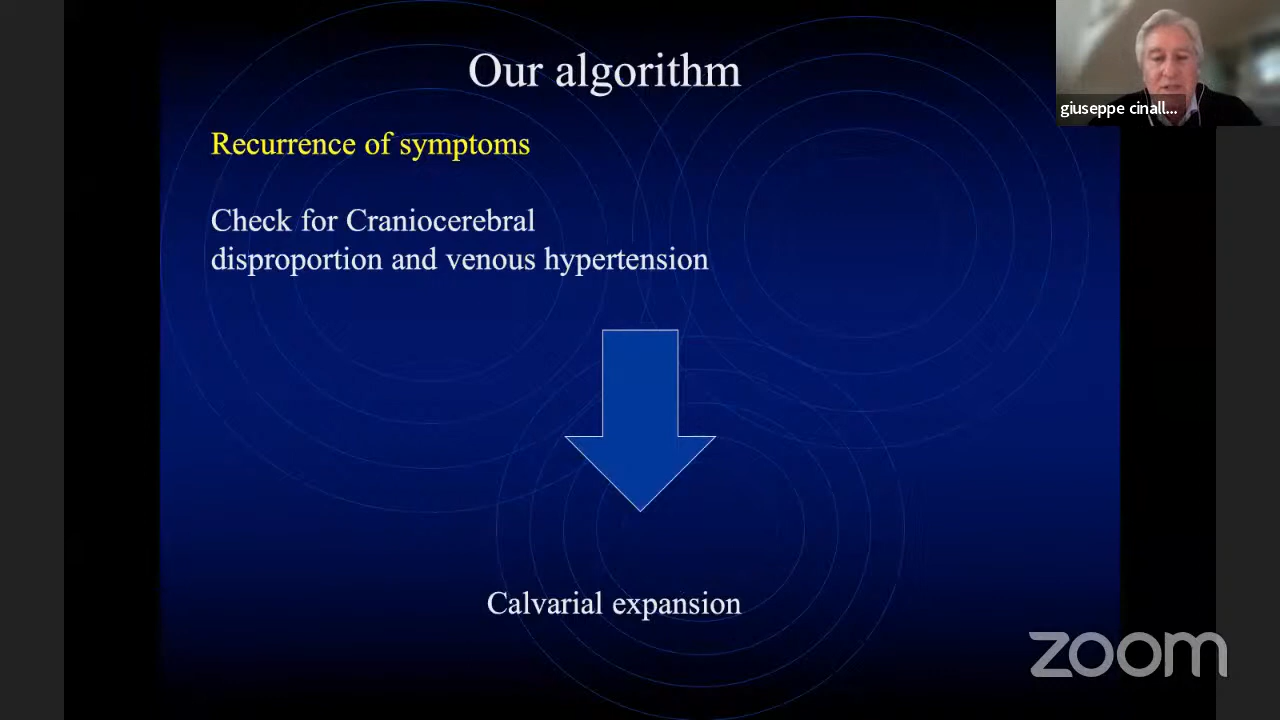 Our algorithm
giuseppe cinall...
Recurrence of symptoms
Check for Craniocerebral
disproportion and venous hypertension
Calvarial expansion
zoom